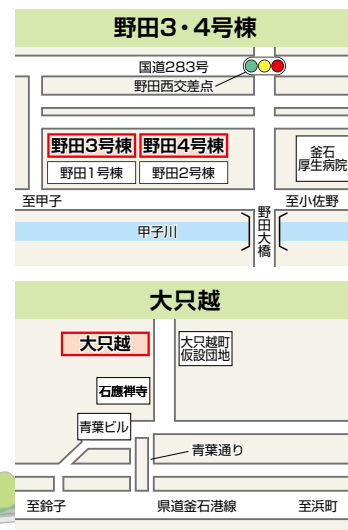 野田3・4号棟
国道283号
野田西交差点
野田3号棟 野田4号棟
野田1号棟 野田2号棟
釜石
厚生病院
至甲子
至小佐野
甲子川
野田大橋
大只越
大只越
大只越町
仮設団地
石應禅寺
青葉ビル
青葉通り
至鈴子
県道釜石港線
至浜町